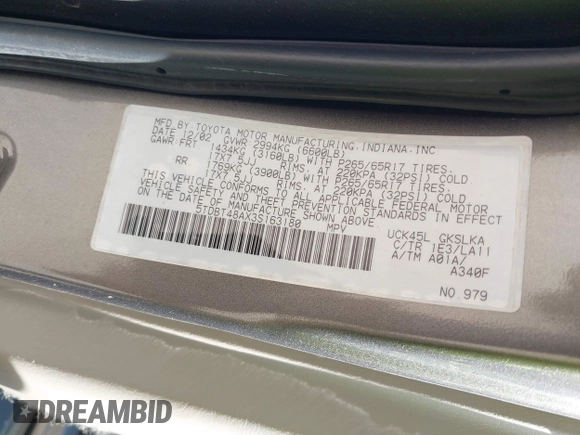 MFD.BY:TOYOTA MOTOR MANUFACTURING,INDIANA,INC.
DATE 12/02 GVWR 2994KG (6600LB)
GAWR:FRT 1434KG (3160LB) WITH P265/65R17 TIRES.
17X7.5JJ RIMS. AT 220KPA (32PSI) COLD
RR 1769KG (3900LB) WITH P265/65R17 TIRES.
17X7.5JJ RIMS. AT 220KPA (32PSI) COLD
THIS VEHICLE CONFORMS TO ALL APPLICABLE FEDERAL MOTOR
VEHICLE SAFETY AND THEFT PREVENTION STANDARDS IN EFFECT
ON THE DATE OF MANUFACTURE SHOWN ABOVE.
5TDBT48AX3S163180 MPV
UCK45L GKSLKA
C/TR 1E3/LA11
A/TM A01A/
A340F
NO 979
DREAMBID